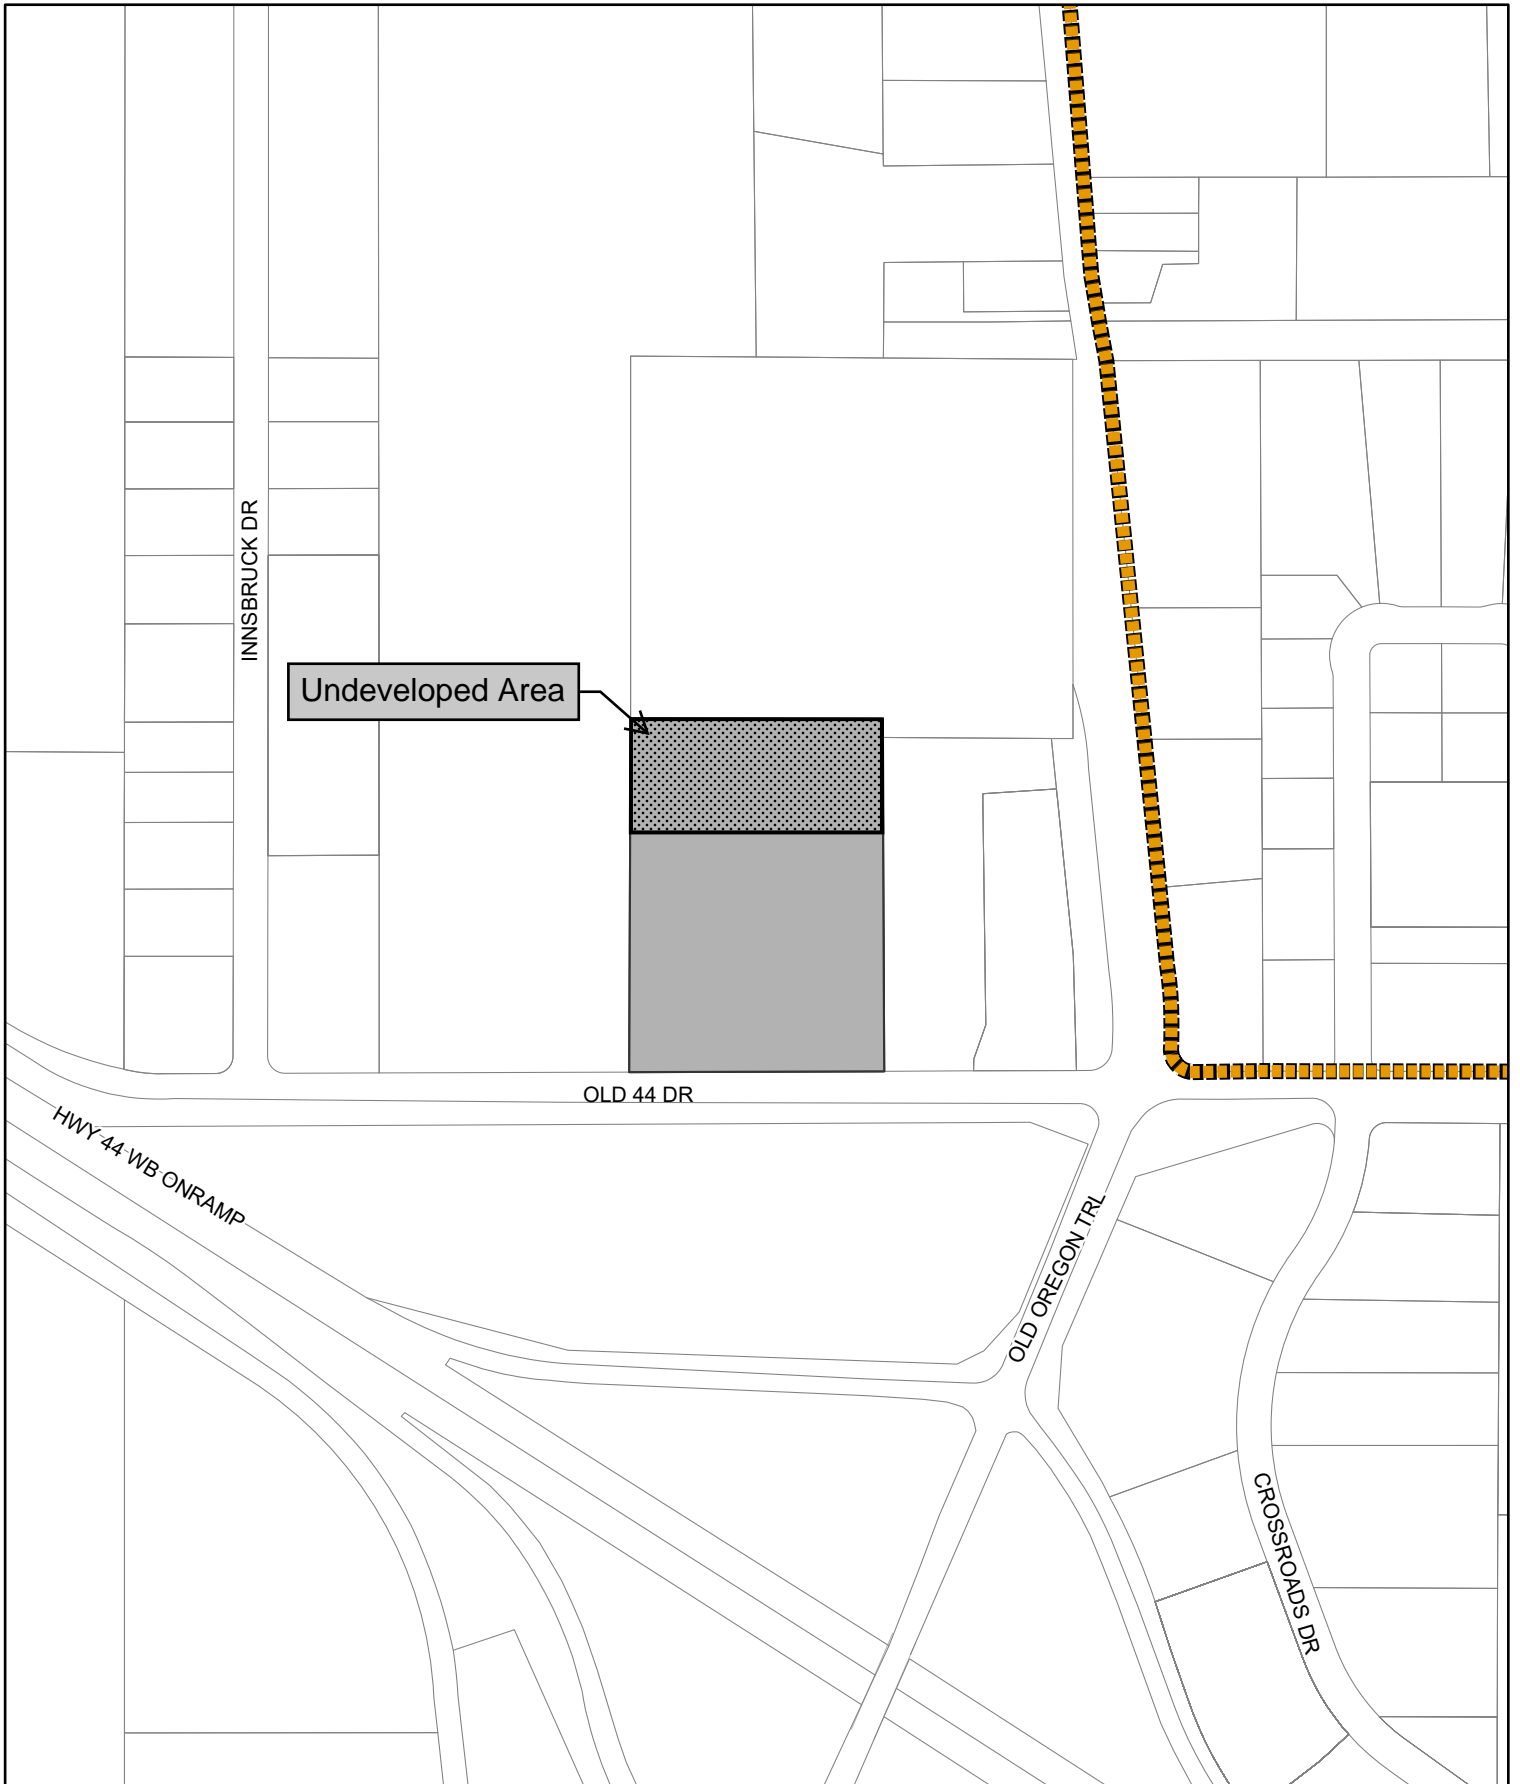 INNSBRUCK DR
Undeveloped Area
OLD 44 DR
HWY 44 WB ONRAMP
OLD OREGON TRL
CROSSROADS DR